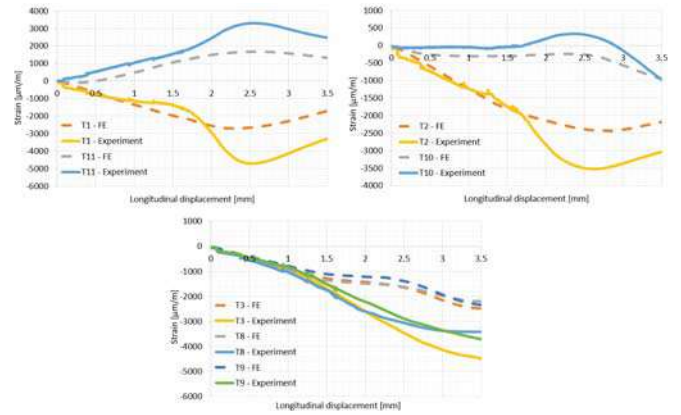 4000
3000
2000
1000
0
-1000
-2000
-3000
-4000
-5000
-6000
0 0.5 1 1.5 2 2.5 3 3.5
Strain [µm/m]
T1 - FE
T1 - Experiment
T11 - FE
T11 - Experiment
Longitudinal displacement [mm]
1000
500
0
-500
-1000
-1500
-2000
-2500
-3000
-3500
-4000
0 0.5 1 1.5 2 2.5 3 3.5
Strain [µm/m]
T2 - FE
T2 - Experiment
T10 - FE
T10 - Experiment
Longitudinal displacement [mm]
1000
0
-1000
-2000
-3000
-4000
-5000
-6000
0 0.5 1 1.5 2 2.5 3 3.5
Strain [µm/m]
T3 - FE
T3 - Experiment
T8 - FE
T8 - Experiment
T9 - FE
T9 - Experiment
Longitudinal displacement [mm]